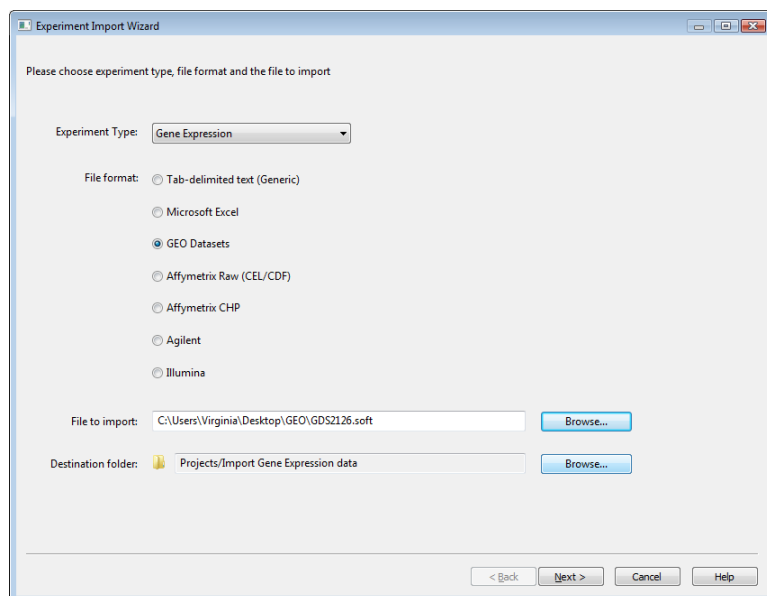 Experiment Import Wizard
Please choose experiment type, file format and the file to import
Experiment Type: Gene Expression
File format: Tab-delimited text (Generic)
Microsoft Excel
GEO Datasets
Affymetrix Raw (CEL/CDF)
Affymetrix CHP
Agilent
Illumina
File to import: C:\Users\Virginia\Desktop\GEO\GDS2126.soft Browse...
Destination folder: Projects/Import Gene Expression data Browse...
< Back Next > Cancel Help